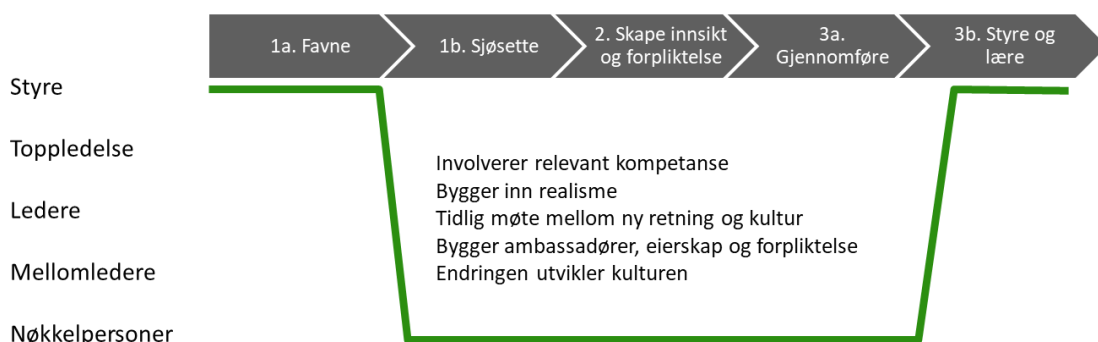 1a. Favne
1b. Sjøsette
2. Skape innsikt
og forpliktelse
3a.
Gjennomføre
3b. Styre og
lære
Styre
Toppledelse
Ledere
Mellomledere
Nøkkelpersoner
Involverer relevant kompetanse
Bygger inn realisme
Tidlig møte mellom ny retning og kultur
Bygger ambassadører, eierskap og forpliktelse
Endringen utvikler kulturen